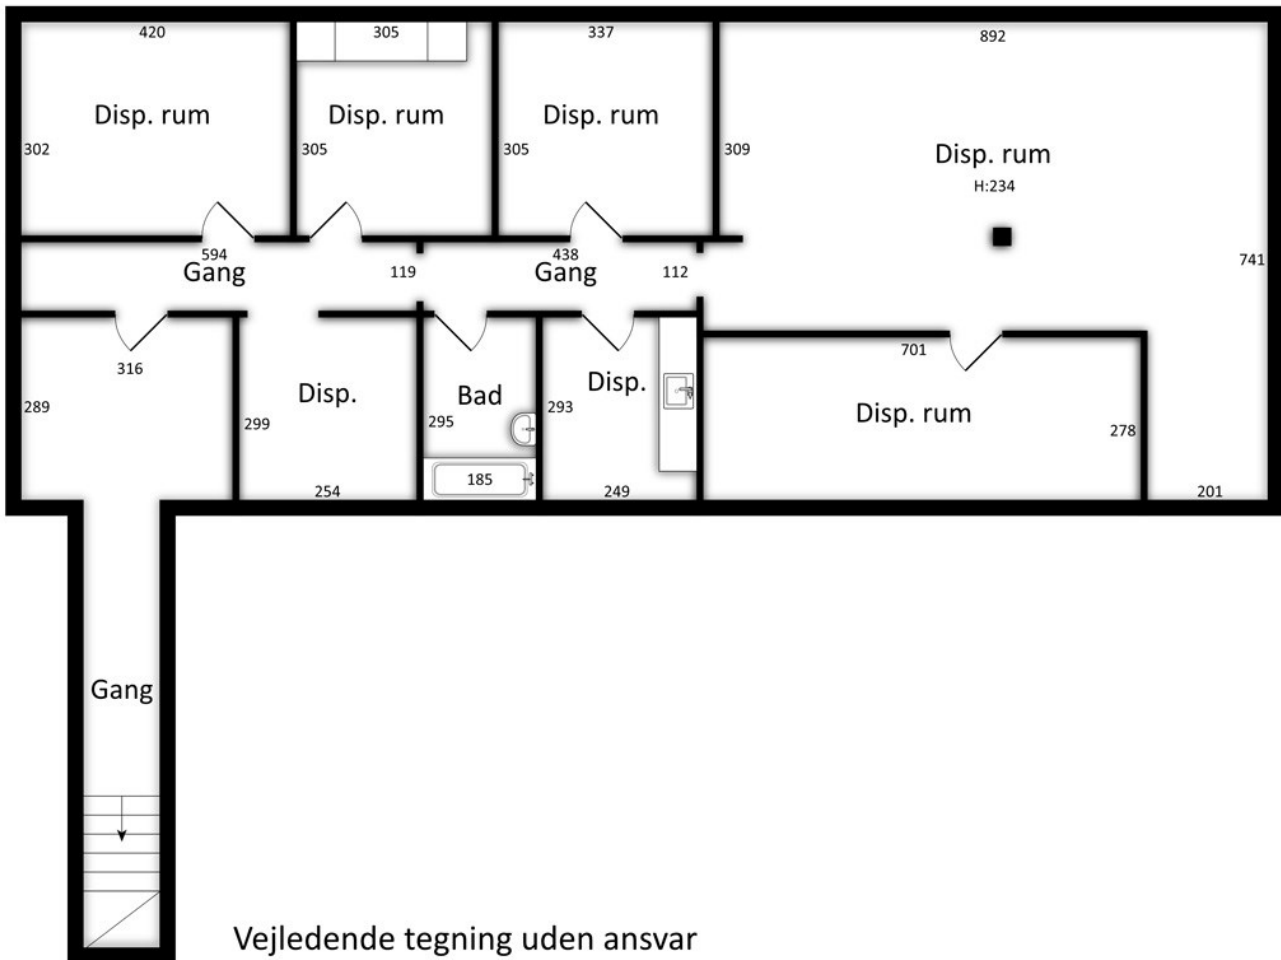 420
305
337
892
Disp. rum
Disp. rum
Disp. rum
302
305
305
309
Disp. rum
H:234
594
Gang
119
438
Gang
112
741
316
289
Disp.
299
254
Bad
295
185
Disp.
293
249
701
Disp. rum
278
201
Gang
Vejledende tegning uden ansvar